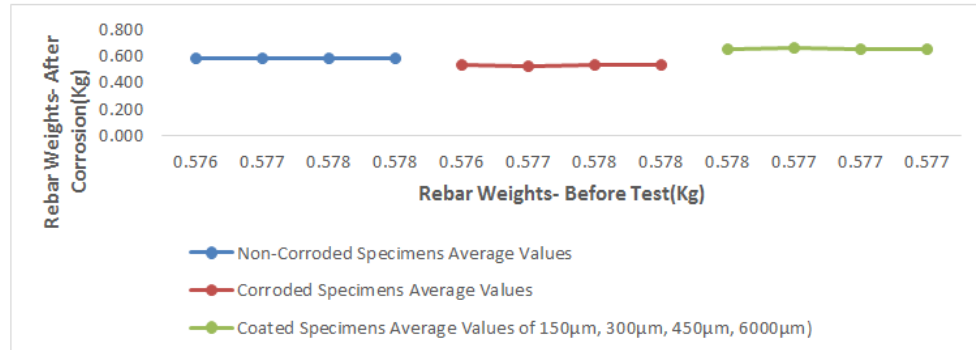 Rebar Weights- After
Corrosion(Kg)
0.800
0.600
0.400
0.200
0.000
0.576 0.577 0.578 0.578 0.576 0.577 0.578 0.578 0.578 0.577 0.577 0.577
Rebar Weights- Before Test(Kg)
Non-Corroded Specimens Average Values
Corroded Specimens Average Values
Coated Specimens Average Values of 150µm, 300µm, 450µm, 6000µm)